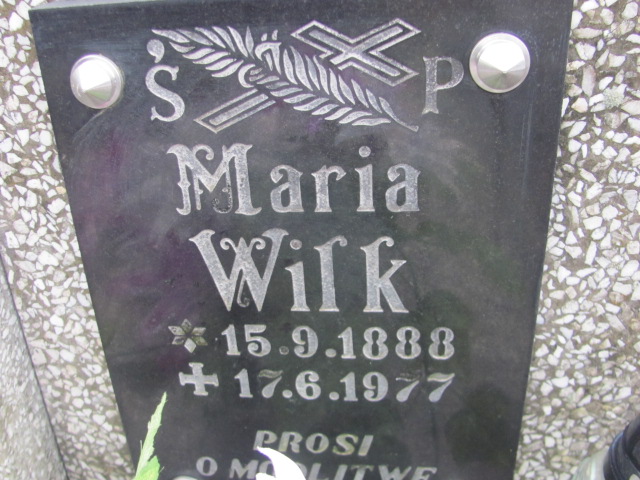 Ś P
Maria
Wilk
15.9.1888
17.6.1977
PROSI
O MODLITWE